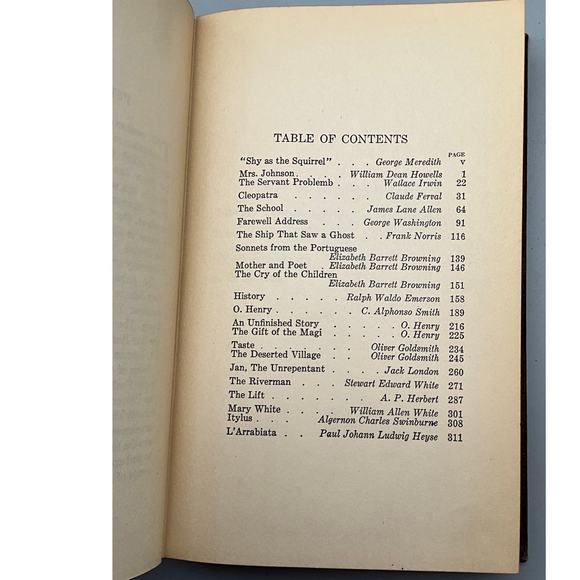 TABLE OF CONTENTS
PAGE
"Shy as the Squirrel" . . . George Meredith v
Mrs. Johnson . . . . William Dean Howells 1
The Servant Problemb . . . Wallace Irwin 22
Cleopatra . . . . . . Claude Ferval 31
The School . . . . . James Lane Allen 64
Farewell Address . . . George Washington 91
The Ship That Saw a Ghost . . Frank Norris 116
Sonnets from the Portuguese
Elizabeth Barrett Browning 139
Mother and Poet . Elizabeth Barrett Browning 146
The Cry of the Children
Elizabeth Barrett Browning 151
History . . . . . Ralph Waldo Emerson 158
O. Henry . . . . . C. Alphonso Smith 189
An Unfinished Story . . . . . O. Henry 216
The Gift of the Magi . . . . . O. Henry 225
Taste . . . . . . . Oliver Goldsmith 234
The Deserted Village . . Oliver Goldsmith 245
Jan, The Unrepentant . . . . Jack London 260
The Riverman . . . Stewart Edward White 271
The Lift . . . . . . . A. P. Herbert 287
Mary White . . . . William Allen White 301
Itylus . . . . Algernon Charles Swinburne 308
L'Arrabiata . . Paul Johann Ludwig Heyse 311